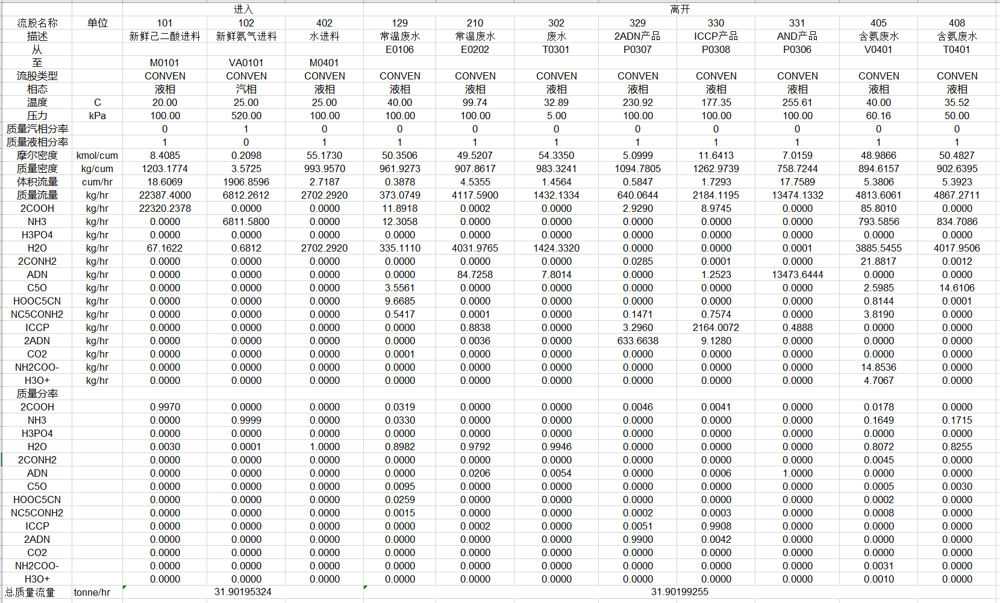 进入 离开
流股名称 单位 101 102 402 129 210 302 329 330 331 405 408
描述 新鲜己二酸进料 新鲜氨气进料 水进料 常温废水 常温废水 废水 2ADN产品 ICCP产品 AND产品 含氨废水 含氨废水
从 E0106 E0202 T0301 P0307 P0308 P0306 V0401 T0401
至 M0101 VA0101 M0401
流股类型 CONVEN CONVEN CONVEN CONVEN CONVEN CONVEN CONVEN CONVEN CONVEN CONVEN CONVEN
相态 液相 汽相 液相 液相 液相 液相 液相 液相 液相 液相 液相
温度 C 20.00 25.00 25.00 40.00 99.74 32.89 230.92 177.35 255.61 40.00 35.52
压力 kPa 100.00 520.00 100.00 100.00 100.00 5.00 100.00 100.00 100.00 60.16 50.00
质量汽相分率 0 1 0 0 0 0 0 0 0 0 0
质量液相分率 1 0 1 1 1 1 1 1 1 1 1
摩尔密度 kmol/cum 8.4085 0.2098 55.1730 50.3506 49.5207 54.3350 5.0999 11.6413 7.0159 48.9866 50.4827
质量密度 kg/cum 1203.1774 3.5725 993.9570 961.9273 907.8617 983.3241 1094.7805 1262.9739 758.7244 894.6157 902.6395
体积流量 cum/hr 18.6069 1906.8596 2.7187 0.3878 4.5355 1.4564 0.5847 1.7293 17.7589 5.3806 5.3923
质量流量 kg/hr 22387.4000 6812.2612 2702.2920 373.0749 4117.5900 1432.1334 640.0644 2184.1195 13474.1332 4813.6061 4867.2711
2COOH kg/hr 22320.2378 0.0000 0.0000 11.8918 0.0002 0.0000 2.9290 8.9745 0.0000 85.8010 0.0000
NH3 kg/hr 0.0000 6811.5800 0.0000 12.3058 0.0000 0.0000 0.0000 0.0000 0.0000 793.5856 834.7086
H3PO4 kg/hr 0.0000 0.0000 0.0000 0.0000 0.0000 0.0000 0.0000 0.0000 0.0000 0.0000 0.0000
H2O kg/hr 67.1622 0.6812 2702.2920 335.1110 4031.9765 1424.3320 0.0000 0.0000 0.0001 3885.5455 4017.9506
2CONH2 kg/hr 0.0000 0.0000 0.0000 0.0000 0.0000 0.0000 0.0285 0.0001 0.0000 21.8817 0.0012
ADN kg/hr 0.0000 0.0000 0.0000 0.0000 84.7258 7.8014 0.0000 1.2523 13473.6444 0.0000 0.0000
C5O kg/hr 0.0000 0.0000 0.0000 3.5561 0.0000 0.0000 0.0000 0.0000 0.0000 2.5985 14.6106
HOOC5CN kg/hr 0.0000 0.0000 0.0000 9.6685 0.0000 0.0000 0.0000 0.0000 0.0000 0.8144 0.0001
NC5CONH2 kg/hr 0.0000 0.0000 0.0000 0.5417 0.0001 0.0000 0.1471 0.7574 0.0000 3.8190 0.0000
ICCP kg/hr 0.0000 0.0000 0.0000 0.0000 0.8838 0.0000 3.2960 2164.0072 0.4888 0.0000 0.0000
2ADN kg/hr 0.0000 0.0000 0.0000 0.0000 0.0036 0.0000 633.6638 9.1280 0.0000 0.0000 0.0000
CO2 kg/hr 0.0000 0.0000 0.0000 0.0001 0.0000 0.0000 0.0000 0.0000 0.0000 0.0000 0.0000
NH2COO- kg/hr 0.0000 0.0000 0.0000 0.0000 0.0000 0.0000 0.0000 0.0000 0.0000 14.8536 0.0000
H3O+ kg/hr 0.0000 0.0000 0.0000 0.0000 0.0000 0.0000 0.0000 0.0000 0.0000 4.7067 0.0000
质量分率
2COOH 0.9970 0.0000 0.0000 0.0319 0.0000 0.0000 0.0046 0.0041 0.0000 0.0178 0.0000
NH3 0.0000 0.9999 0.0000 0.0330 0.0000 0.0000 0.0000 0.0000 0.0000 0.1649 0.1715
H3PO4 0.0000 0.0000 0.0000 0.0000 0.0000 0.0000 0.0000 0.0000 0.0000 0.0000 0.0000
H2O 0.0030 0.0001 1.0000 0.8982 0.9792 0.9946 0.0000 0.0000 0.0000 0.8072 0.8255
2CONH2 0.0000 0.0000 0.0000 0.0000 0.0000 0.0000 0.0000 0.0000 0.0000 0.0045 0.0000
ADN 0.0000 0.0000 0.0000 0.0000 0.0206 0.0054 0.0000 0.0006 1.0000 0.0000 0.0000
C5O 0.0000 0.0000 0.0000 0.0095 0.0000 0.0000 0.0000 0.0000 0.0000 0.0005 0.0030
HOOC5CN 0.0000 0.0000 0.0000 0.0259 0.0000 0.0000 0.0000 0.0000 0.0000 0.0002 0.0000
NC5CONH2 0.0000 0.0000 0.0000 0.0015 0.0000 0.0000 0.0002 0.0003 0.0000 0.0008 0.0000
ICCP 0.0000 0.0000 0.0000 0.0000 0.0002 0.0000 0.0051 0.9908 0.0000 0.0000 0.0000
2ADN 0.0000 0.0000 0.0000 0.0000 0.0000 0.0000 0.9900 0.0042 0.0000 0.0000 0.0000
CO2 0.0000 0.0000 0.0000 0.0000 0.0000 0.0000 0.0000 0.0000 0.0000 0.0000 0.0000
NH2COO- 0.0000 0.0000 0.0000 0.0000 0.0000 0.0000 0.0000 0.0000 0.0000 0.0031 0.0000
H3O+ 0.0000 0.0000 0.0000 0.0000 0.0000 0.0000 0.0000 0.0000 0.0000 0.0010 0.0000
总质量流量 tonne/hr 31.90195324 31.90199255